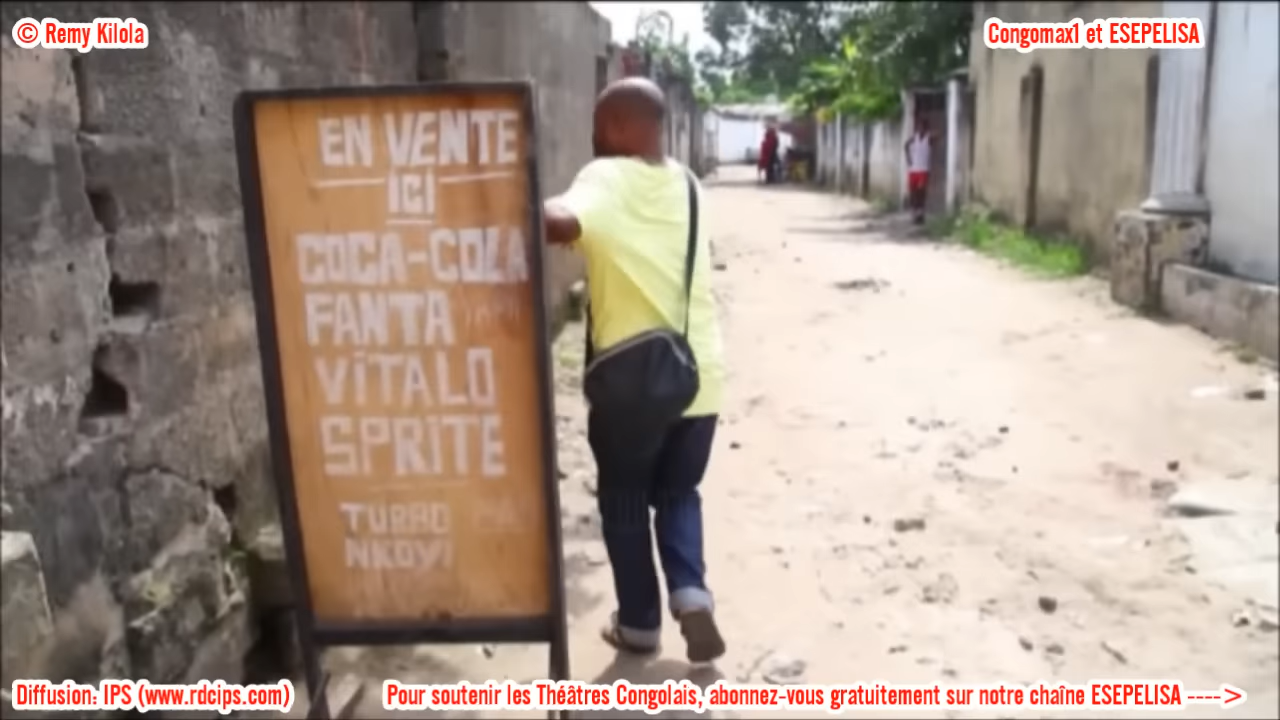 © Remy Kilola
Congomax1 et ESEPELISA
EN VENTE
ICI
COCA-COLA
FANTA
VITALO
SPRITE
TURBO
NKOYI
Diffusion: IPS (www.rdcips.com)
Pour soutenir les Théâtres Congolais, abonnez-vous gratuitement sur notre chaîne ESEPELISA ---->